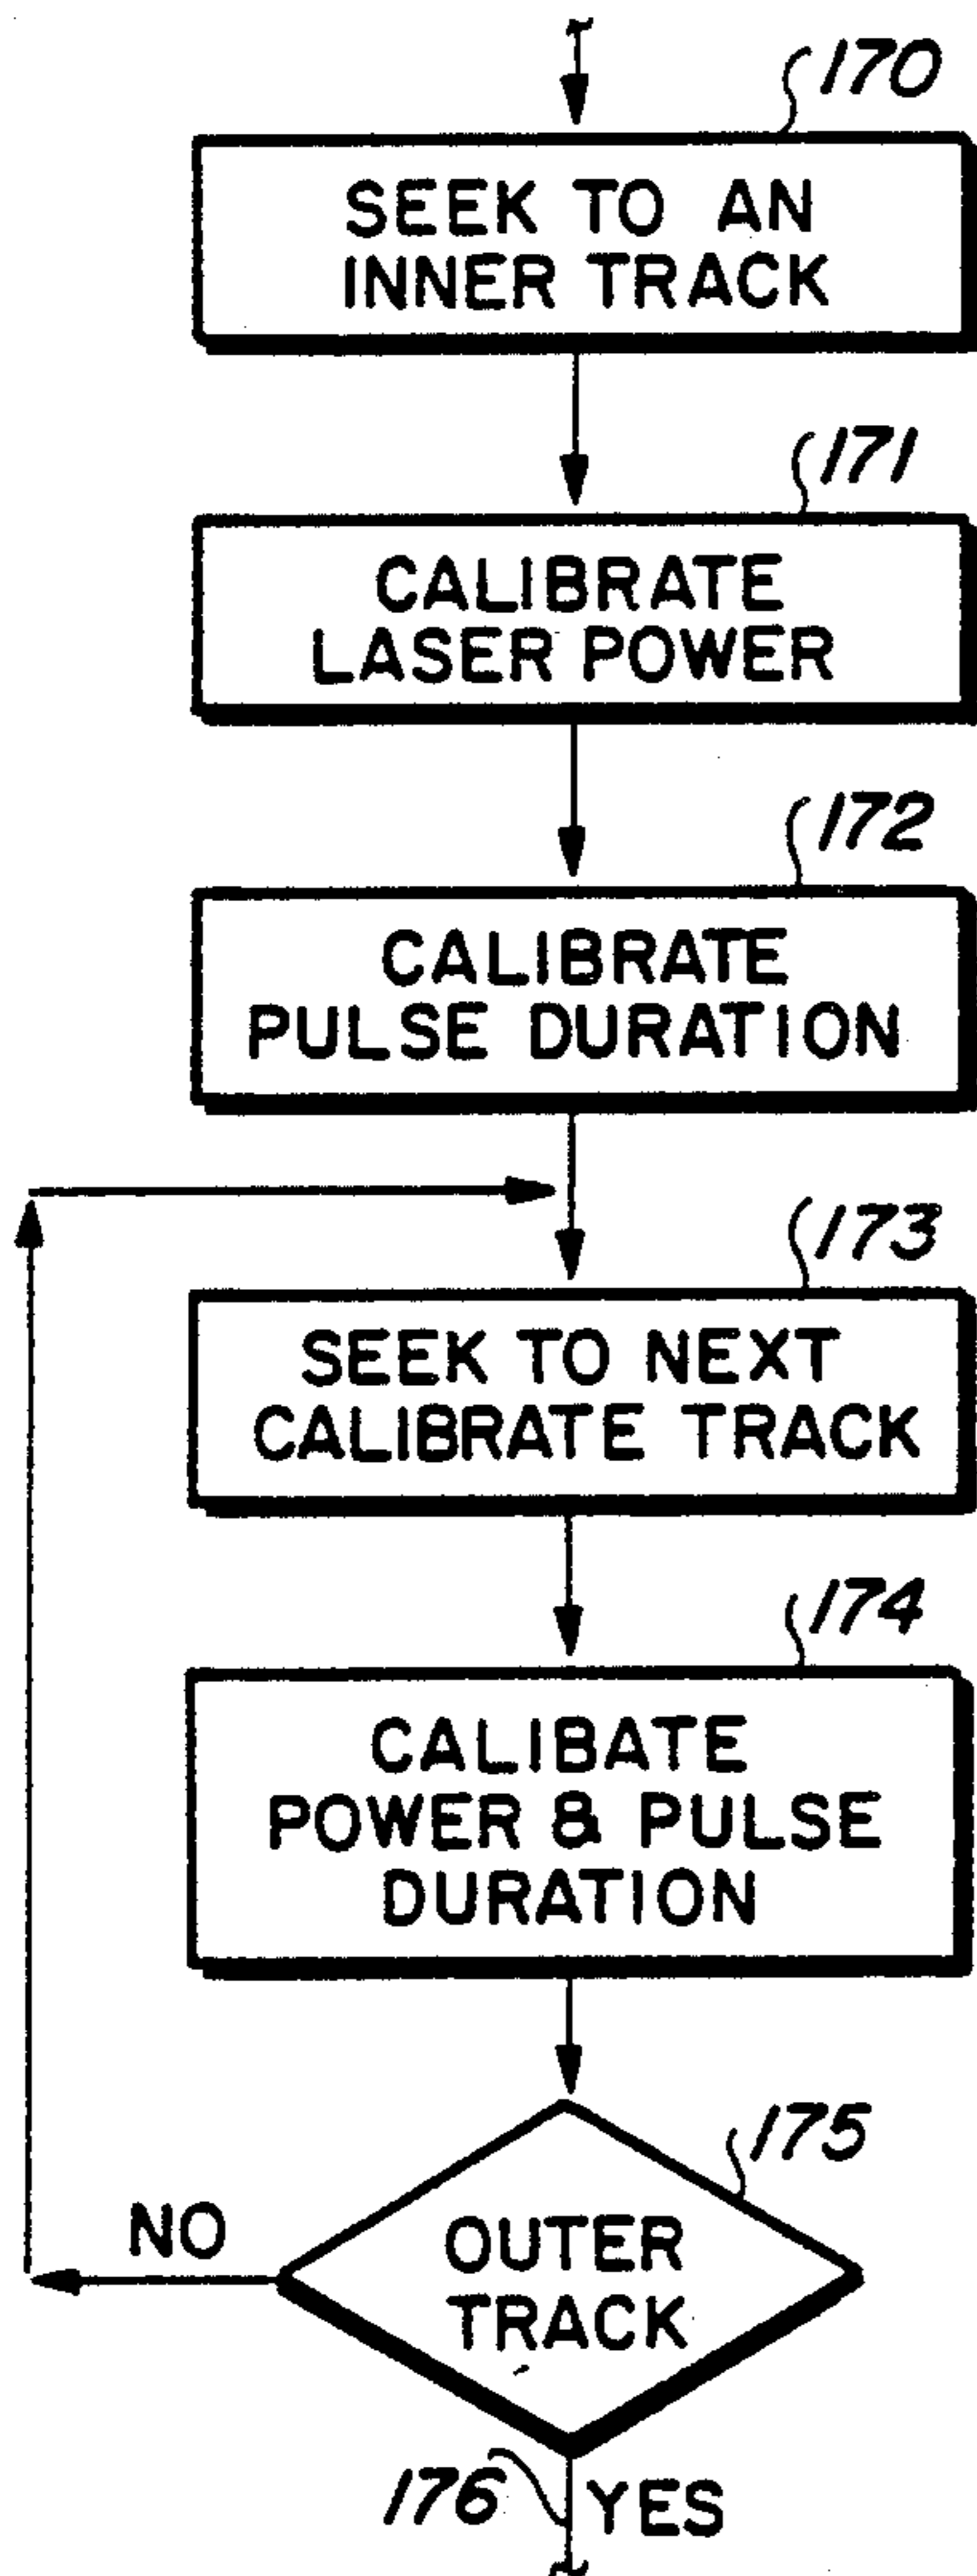 170
SEEK TO AN
INNER TRACK
171
CALIBRATE
LASER POWER
172
CALIBRATE
PULSE DURATION
173
SEEK TO NEXT
CALIBRATE TRACK
174
CALIBATE
POWER & PULSE
DURATION
175
OUTER
TRACK
NO
176
YES